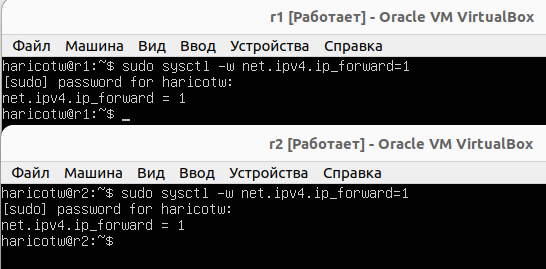 r1 [Работает] - Oracle VM VirtualBox
Файл Машина Вид Ввод Устройства Справка
haricotw@r1:~$ sudo sysctl -w net.ipv4.ip_forward=1
[sudo] password for haricotw:
net.ipv4.ip_forward = 1
haricotw@r1:~$ _
r2 [Работает] - Oracle VM VirtualBox
Файл Машина Вид Ввод Устройства Справка
haricotw@r2:~$ sudo sysctl -w net.ipv4.ip_forward=1
[sudo] password for haricotw:
net.ipv4.ip_forward = 1
haricotw@r2:~$